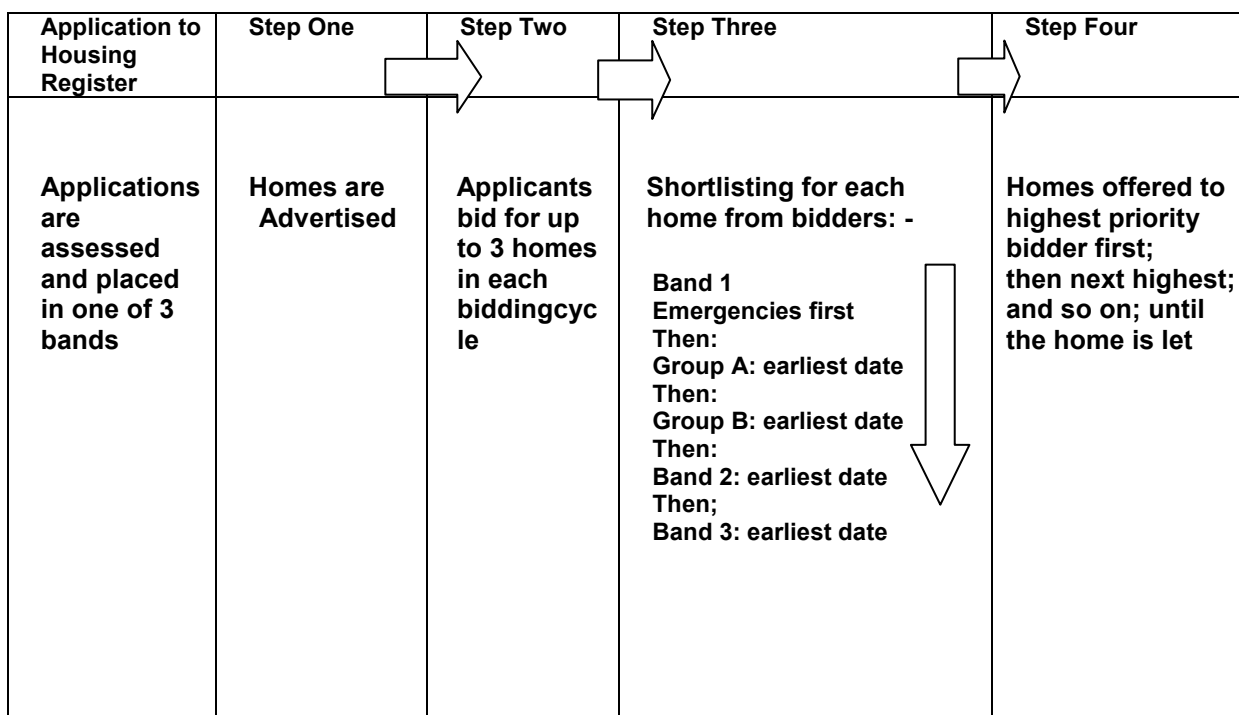 Application to
Housing
Register
Step One
Step Two
Step Three
Step Four
Applications
are
assessed
and placed
in one of 3
bands
Homes are
Advertised
Applicants
bid for up
to 3 homes
in each
biddingcyc
le
Shortlisting for each
home from bidders: -
Band 1
Emergencies first
Then:
Group A: earliest date
Then:
Group B: earliest date
Then:
Band 2: earliest date
Then;
Band 3: earliest date
Homes offered to
highest priority
bidder first;
then next highest;
and so on; until
the home is let